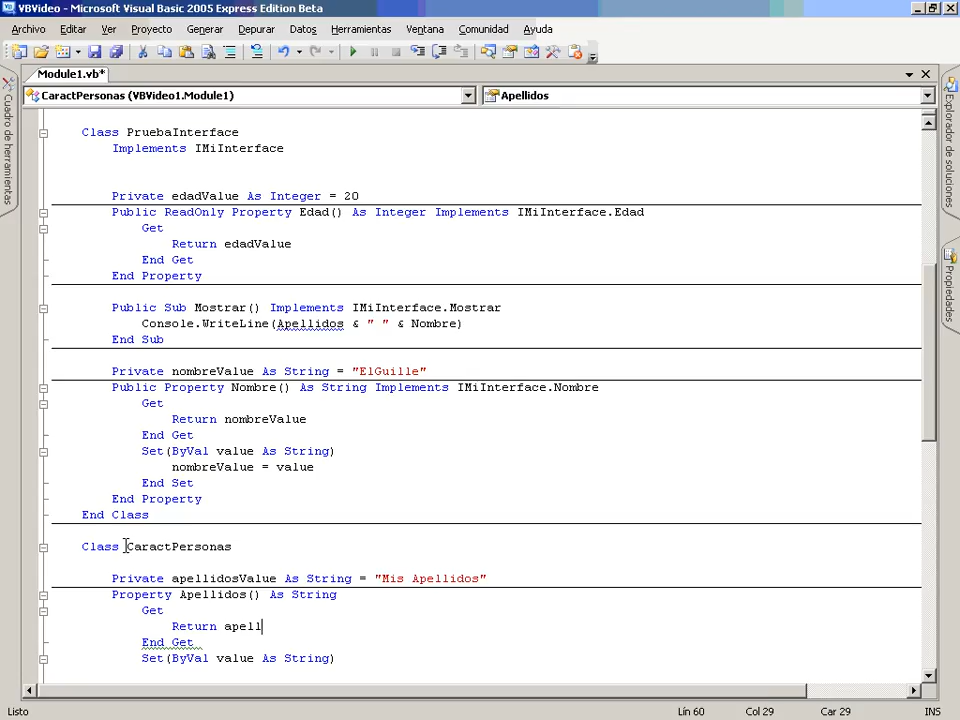 VBVideo - Microsoft Visual Basic 2005 Express Edition Beta
Archivo Editar Ver Proyecto Generar Depurar Datos Herramientas Ventana Comunidad Ayuda
Module1.vb*
CaractPersonas (VBVideo1.Module1) Apellidos
Cuadro de herramientas
Explorador de soluciones
Propiedades
Class PruebaInterface
Implements IMiInterface
Private edadValue As Integer = 20
Public ReadOnly Property Edad() As Integer Implements IMiInterface.Edad
Get
Return edadValue
End Get
End Property
Public Sub Mostrar() Implements IMiInterface.Mostrar
Console.WriteLine(Apellidos & " " & Nombre)
End Sub
Private nombreValue As String = "ElGuille"
Public Property Nombre() As String Implements IMiInterface.Nombre
Get
Return nombreValue
End Get
Set(ByVal value As String)
nombreValue = value
End Set
End Property
End Class
Class CaractPersonas
Private apellidosValue As String = "Mis Apellidos"
Property Apellidos() As String
Get
Return apell
End Get
Set(ByVal value As String)
Listo Lín 60 Col 29 Car 29 INS